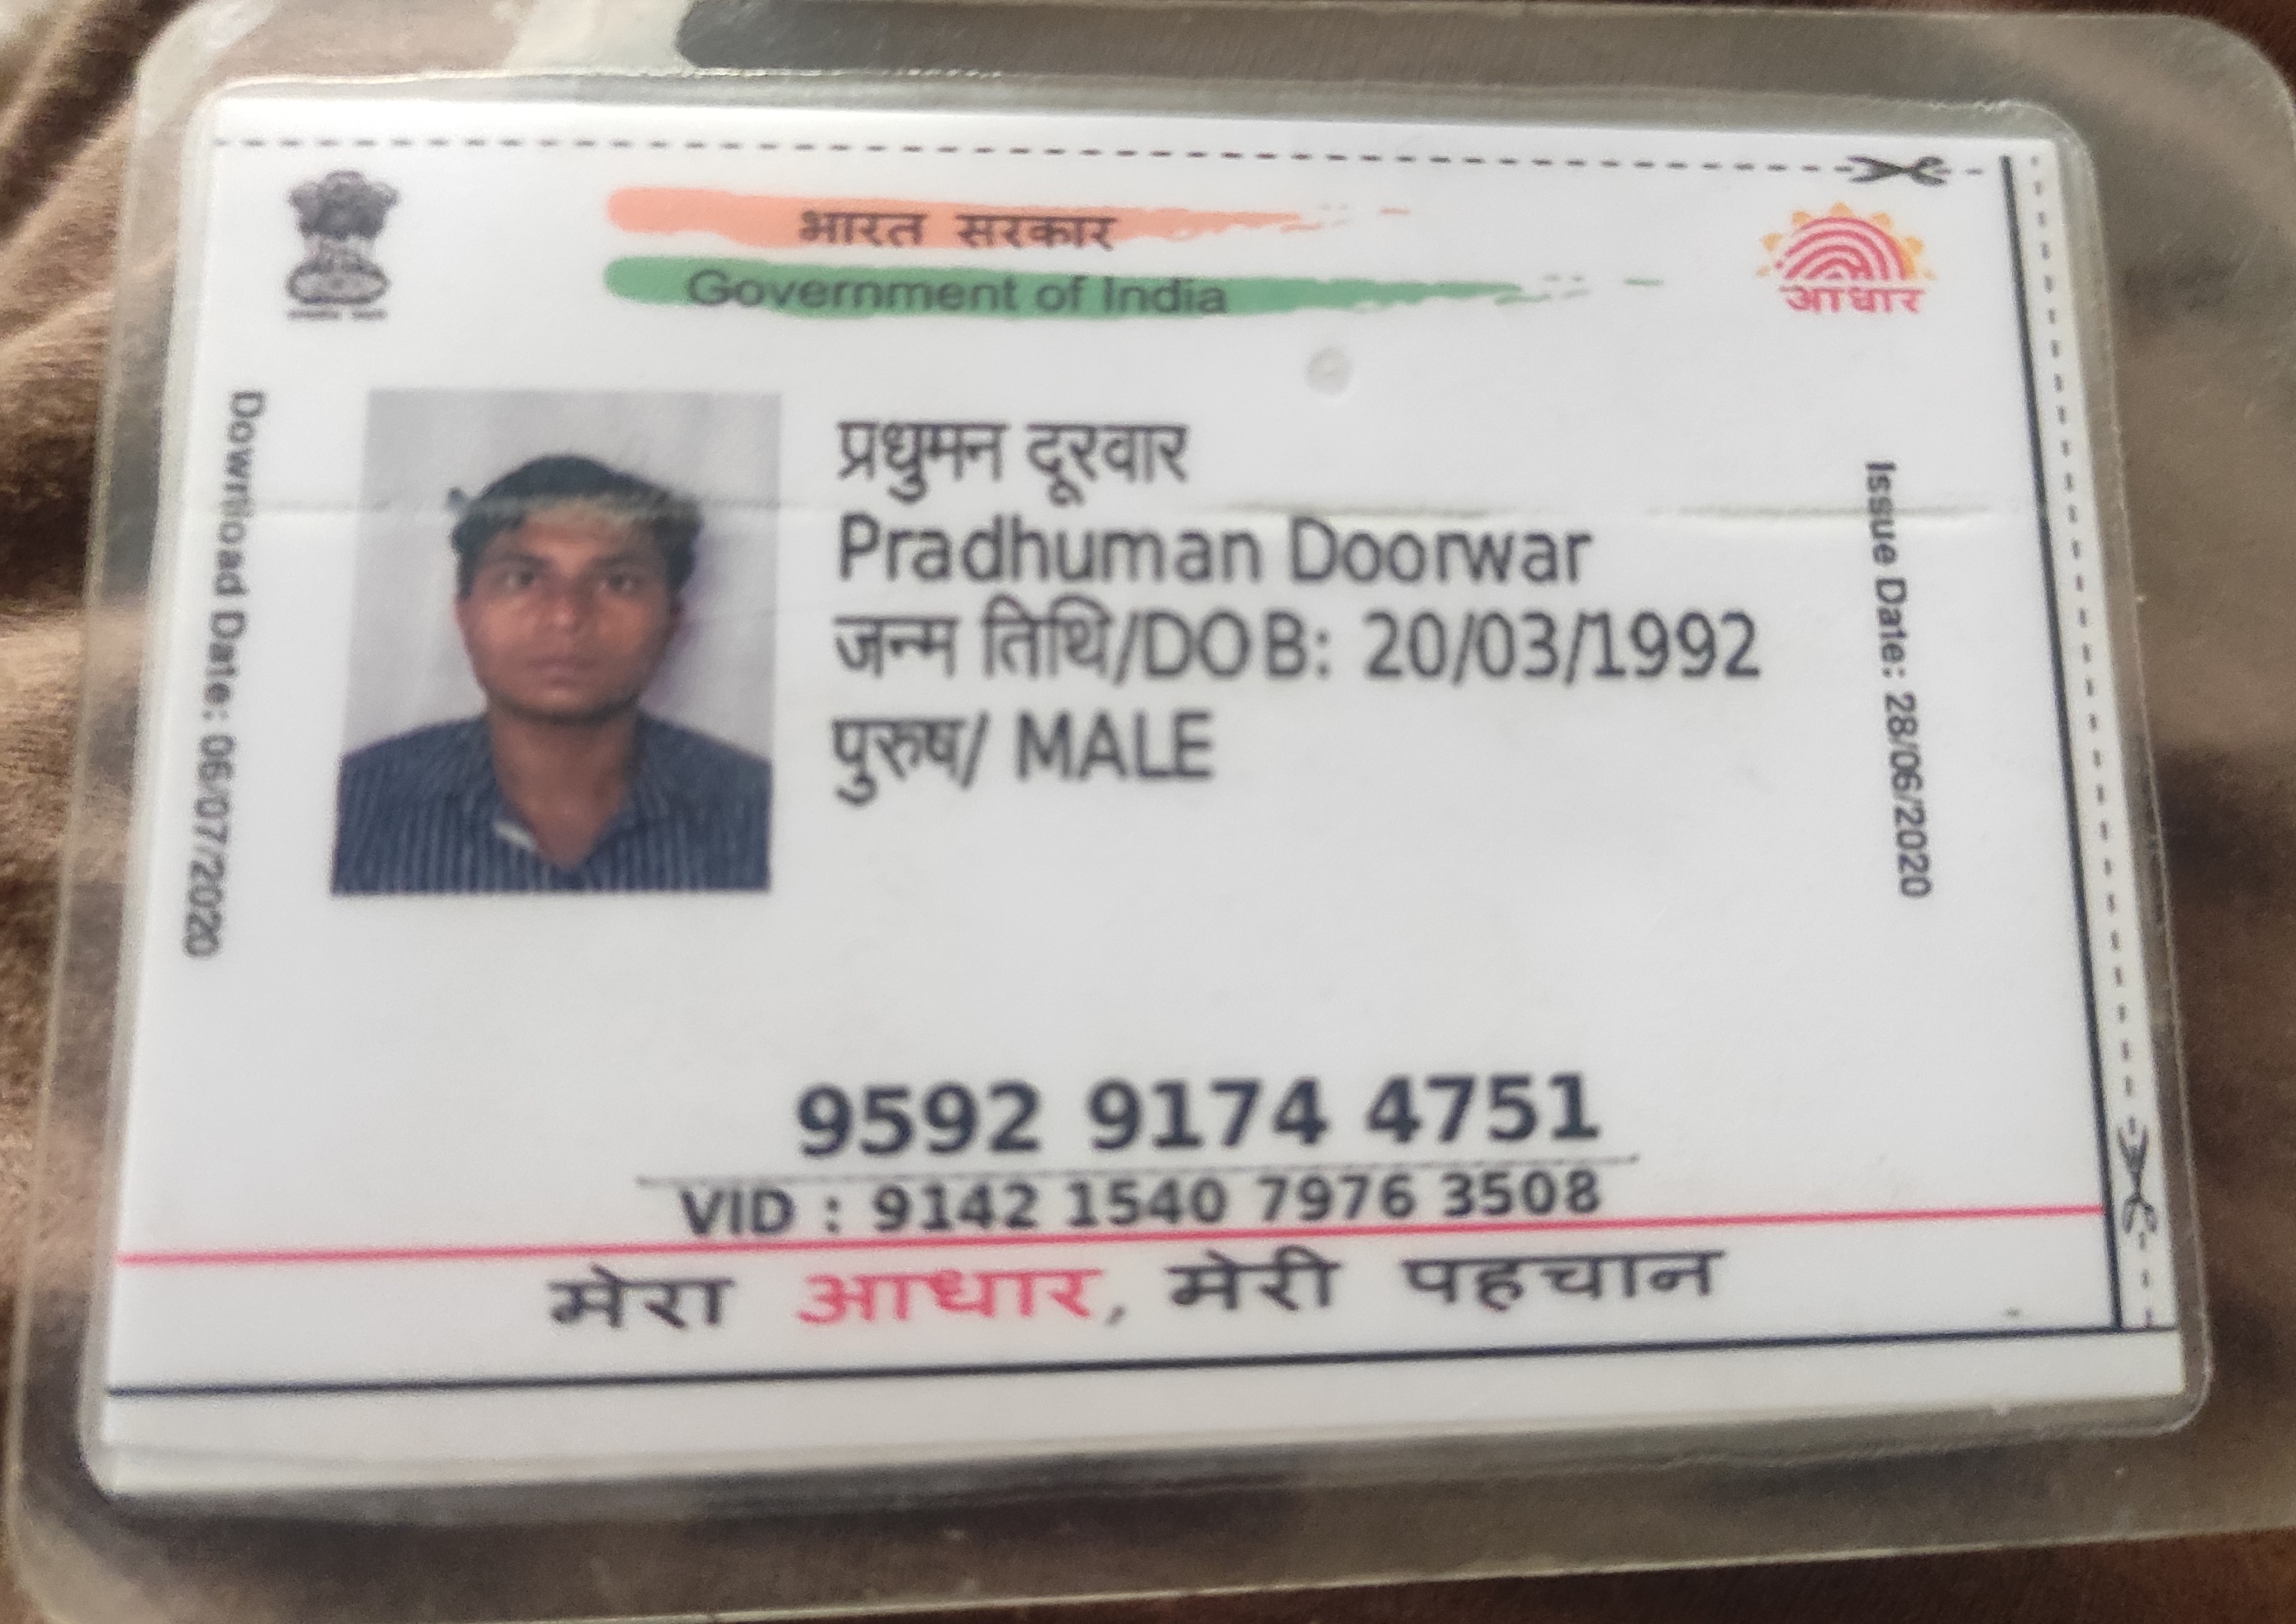 भारत सरकार
Government of India
आधार
Download Date: 06/07/2020
प्रधुमन दूरवार
Pradhuman Doorwar
जन्म तिथि/DOB: 20/03/1992
पुरुष/ MALE
Issue Date: 28/06/2020
9592 9174 4751
VID : 9142 1540 7976 3508
मेरा आधार, मेरी पहचान